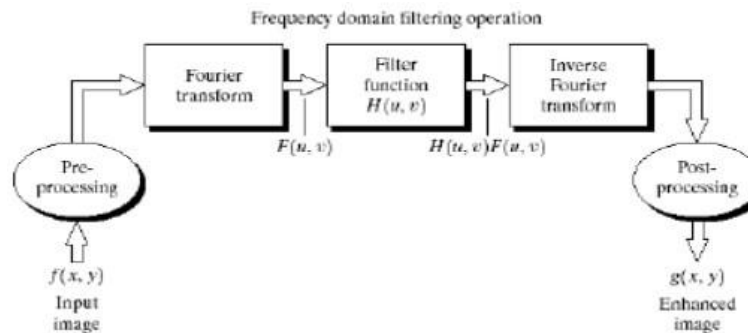 Frequency domain filtering operation
Fourier
transform
Filter
function
H(u, v)
Inverse
Fourier
transform
F(u, v)
H(u, v)F(u, v)
Pre-
processing
Post-
processing
f(x, y)
Input
image
g(x, y)
Enhanced
image